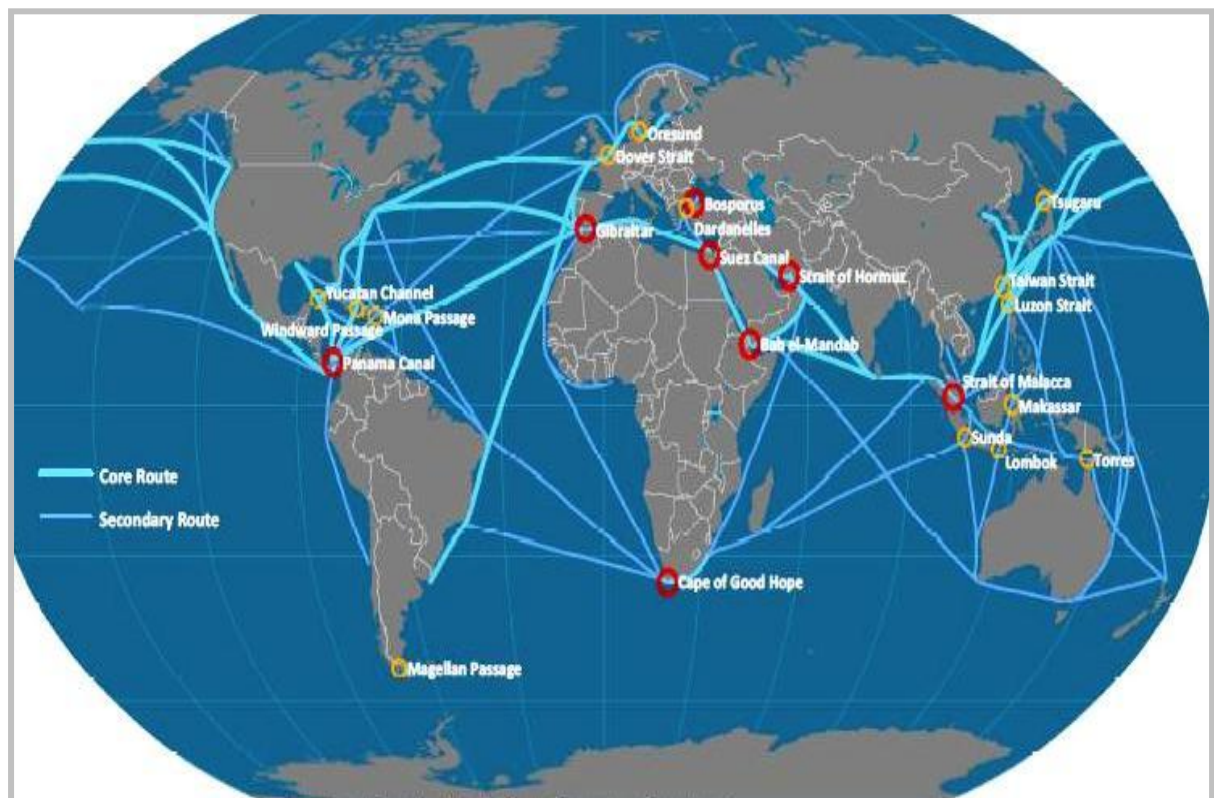 Oresund
Dover Strait
Bosporus
Tsugaru
Gibraltar
Dardanelles
Suez Canal
Strait of Hormuz
Taiwan Strait
Yucatan Channel
Luzon Strait
Mona Passage
Windward Passage
Bab el-Mandab
Panama Canal
Strait of Malacca
Makassar
Sunda
Lombok
Torres
Core Route
Secondary Route
Cape of Good Hope
Magellan Passage